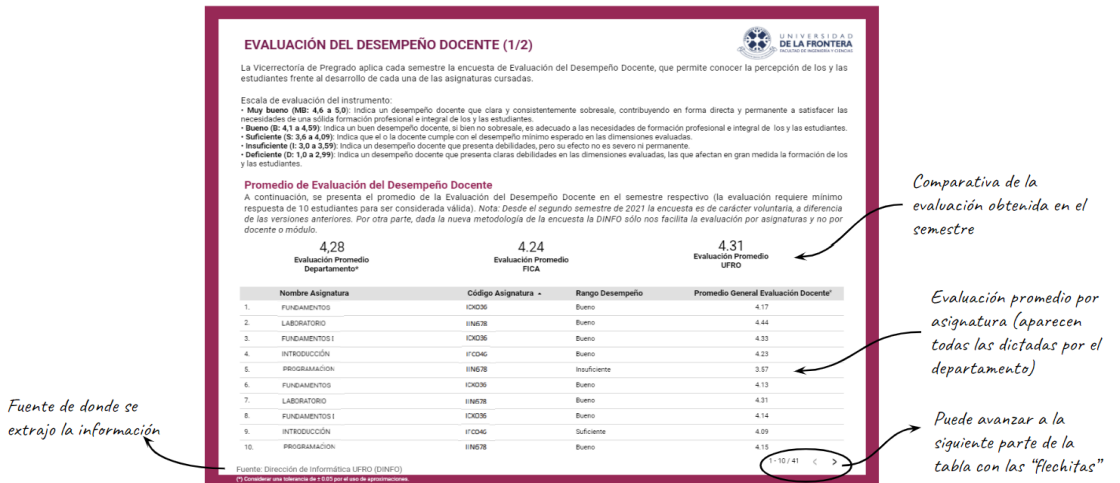 EVALUACIÓN DEL DESEMPEÑO DOCENTE (1/2)
UNIVERSIDAD
DE LA FRONTERA
FACULTAD DE INGENIERÍA Y CIENCIAS
La Vicerrectoría de Pregrado aplica cada semestre la encuesta de Evaluación del Desempeño Docente, que permite conocer la percepción de los y las
estudiantes frente al desarrollo de cada una de las asignaturas cursadas.
Escala de evaluación del instrumento:
• Muy bueno (MB: 4,6 a 5,0): Indica un desempeño docente que clara y consistentemente sobresale, contribuyendo en forma directa y permanente a satisfacer las
necesidades de una sólida formación profesional e integral de los y las estudiantes.
• Bueno (B: 4,1 a 4,59): Indica un buen desempeño docente, si bien no sobresale, es adecuado a las necesidades de formación profesional e integral de los y las estudiantes.
• Suficiente (S: 3,6 a 4,09): Indica que el o la docente cumple con el desempeño mínimo esperado en las dimensiones evaluadas.
• Insuficiente (I: 3,0 a 3,59): Indica un desempeño docente que presenta debilidades, pero su efecto no es severo ni permanente.
• Deficiente (D: 1,0 a 2,99): Indica un desempeño docente que presenta claras debilidades en las dimensiones evaluadas, las que afectan en gran medida la formación de los
y las estudiantes.
Promedio de Evaluación del Desempeño Docente
A continuación, se presenta el promedio de la Evaluación del Desempeño Docente en el semestre respectivo (la evaluación requiere mínimo
respuesta de 10 estudiantes para ser considerada válida). Nota: Desde el segundo semestre de 2021 la encuesta es de carácter voluntaria, a diferencia
de las versiones anteriores. Por otra parte, dada la nueva metodología de la encuesta la DINFO sólo nos facilita la evaluación por asignaturas y no por
docente o módulo.
4,28 4.24 4.31
Evaluación Promedio Departamento*
Evaluación Promedio FICA
Evaluación Promedio UFRO
Nombre Asignatura Código Asignatura Rango Desempeño Promedio General Evaluación Docente*
1. FUNDAMENTOS ICX036 Bueno 4.17
2. LABORATORIO IIN678 Bueno 4.44
3. FUNDAMENTOS I ICX036 Bueno 4.33
4. INTRODUCCIÓN ITC046 Bueno 4.23
5. PROGRAMACION IIN678 Insuficiente 3.57
6. FUNDAMENTOS ICX036 Bueno 4.13
7. LABORATORIO IIN678 Bueno 4.31
8. FUNDAMENTOS I ICX036 Bueno 4.14
9. INTRODUCCIÓN ITC046 Suficiente 4.09
10. PROGRAMACION IIN678 Bueno 4.15
1 - 10 / 41 < >
Fuente: Dirección de Informática UFRO (DINFO)
(*) Considerar una tolerancia de ± 0.05 por el uso de aproximaciones.
Comparativa de la
evaluación obtenida en el
semestre
Evaluación promedio por
asignatura (aparecen
todas las dictadas por el
departamento)
Puede avanzar a la
siguiente parte de la
tabla con las "flechitas"
Fuente de donde se
extrajo la información